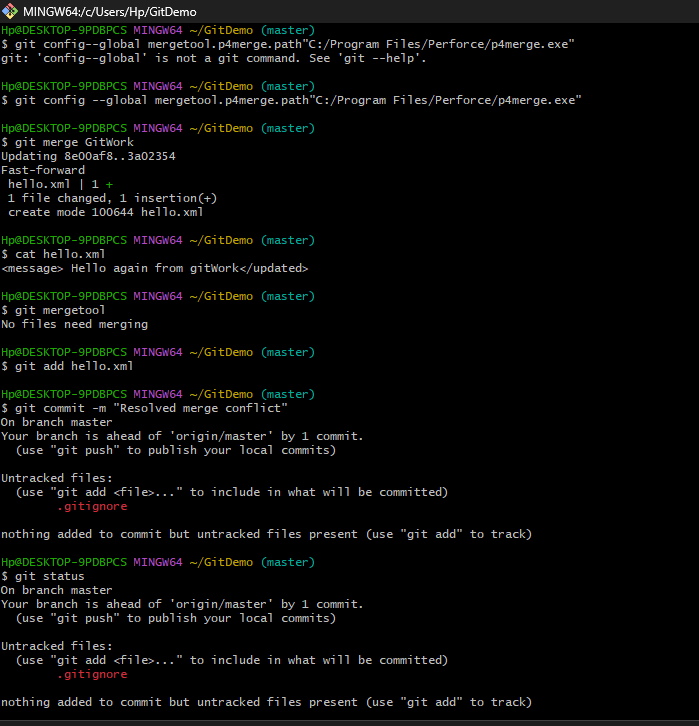 MINGW64:/c/Users/Hp/GitDemo
Hp@DESKTOP-9PDBPCS MINGW64 ~/GitDemo (master)
$ git config--global mergetool.p4merge.path"C:/Program Files/Perforce/p4merge.exe"
git: 'config--global' is not a git command. See 'git --help'.
Hp@DESKTOP-9PDBPCS MINGW64 ~/GitDemo (master)
$ git config --global mergetool.p4merge.path"C:/Program Files/Perforce/p4merge.exe"
Hp@DESKTOP-9PDBPCS MINGW64 ~/GitDemo (master)
$ git merge GitWork
Updating 8e00af8..3a02354
Fast-forward
 hello.xml | 1 +
 1 file changed, 1 insertion(+)
 create mode 100644 hello.xml
Hp@DESKTOP-9PDBPCS MINGW64 ~/GitDemo (master)
$ cat hello.xml
<message> Hello again from gitWork</updated>
Hp@DESKTOP-9PDBPCS MINGW64 ~/GitDemo (master)
$ git mergetool
No files need merging
Hp@DESKTOP-9PDBPCS MINGW64 ~/GitDemo (master)
$ git add hello.xml
Hp@DESKTOP-9PDBPCS MINGW64 ~/GitDemo (master)
$ git commit -m "Resolved merge conflict"
On branch master
Your branch is ahead of 'origin/master' by 1 commit.
  (use "git push" to publish your local commits)
Untracked files:
  (use "git add <file>..." to include in what will be committed)
        .gitignore
nothing added to commit but untracked files present (use "git add" to track)
Hp@DESKTOP-9PDBPCS MINGW64 ~/GitDemo (master)
$ git status
On branch master
Your branch is ahead of 'origin/master' by 1 commit.
  (use "git push" to publish your local commits)
Untracked files:
  (use "git add <file>..." to include in what will be committed)
        .gitignore
nothing added to commit but untracked files present (use "git add" to track)